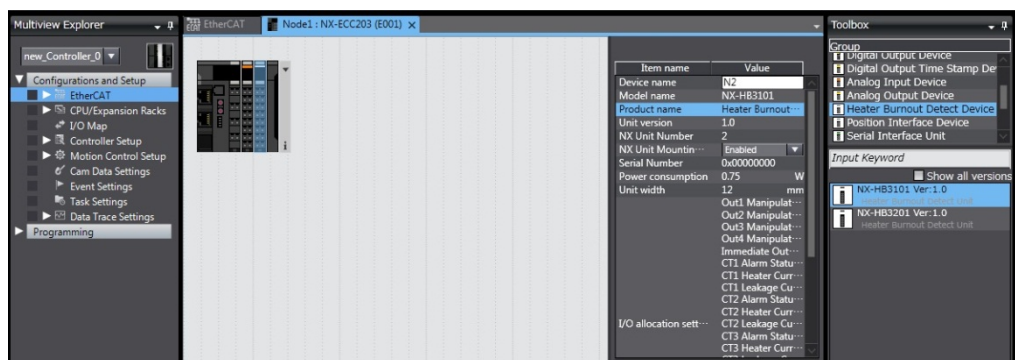 Multiview Explorer
new_Controller_0
Configurations and Setup
EtherCAT
CPU/Expansion Racks
I/O Map
Controller Setup
Motion Control Setup
Cam Data Settings
Event Settings
Task Settings
Data Trace Settings
Programming
EtherCAT
Node1 : NX-ECC203 (E001)
Item name Value
Device name N2
Model name NX-HB3101
Product name Heater Burnout···
Unit version 1.0
NX Unit Number 2
NX Unit Mountin··· Enabled
Serial Number 0x00000000
Power consumption 0.75 W
Unit width 12 mm
Out1 Manipulat···
Out2 Manipulat···
Out3 Manipulat···
Out4 Manipulat···
Immediate Out···
CT1 Alarm Statu···
CT1 Heater Curr···
CT1 Leakage Cu···
CT2 Alarm Statu···
CT2 Heater Curr···
I/O allocation sett··· CT2 Leakage Cu···
CT3 Alarm Statu···
CT3 Heater Curr···
Toolbox
Group
Digital Output Device
Digital Output Time Stamp De
Analog Input Device
Analog Output Device
Heater Burnout Detect Device
Position Interface Device
Serial Interface Unit
Input Keyword
Show all versions
NX-HB3101 Ver:1.0
Heater Burnout Detect Unit
NX-HB3201 Ver:1.0
Heater Burnout Detect Unit